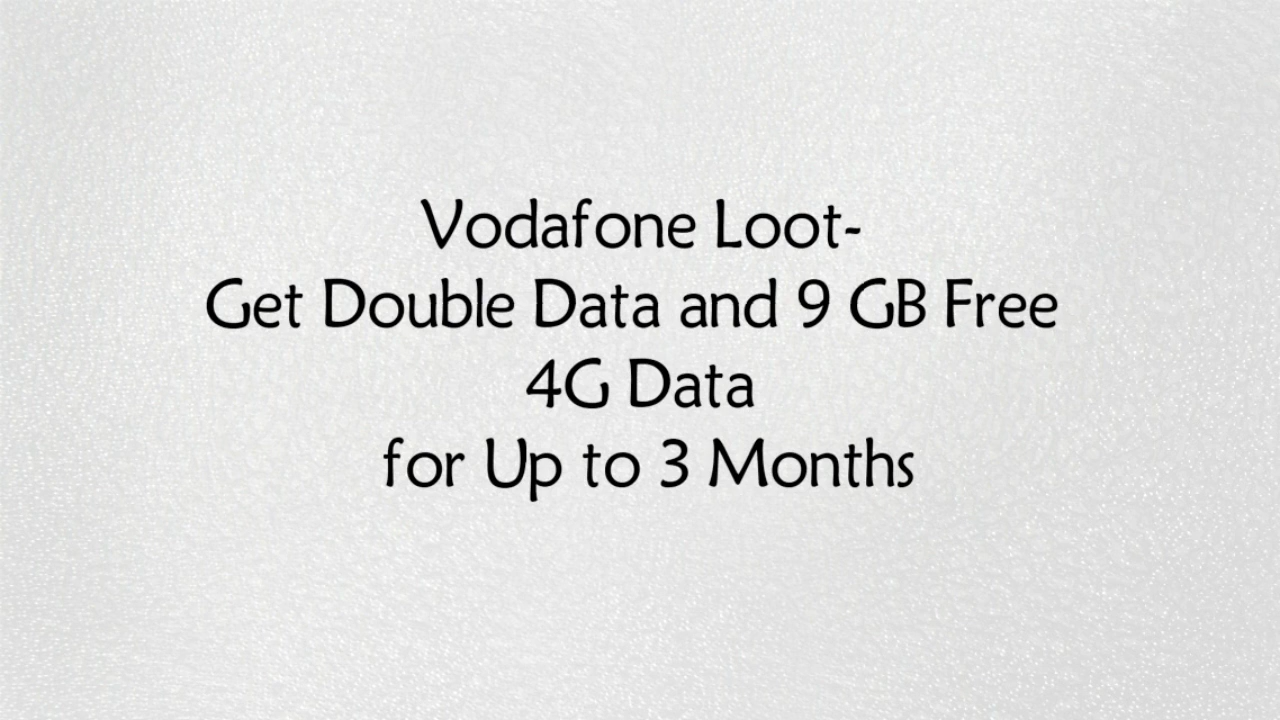 Vodafone Loot-
Get Double Data and 9 GB Free
4G Data
for Up to 3 Months